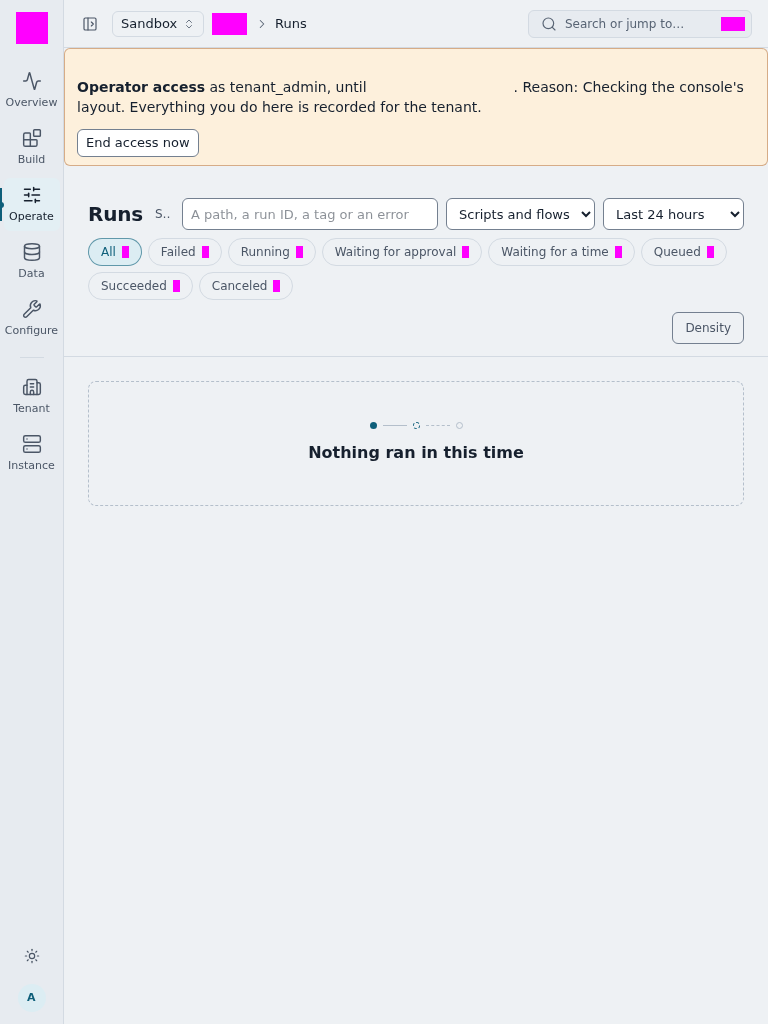 Sandbox
Runs
Search or jump to…
Overview
Build
Operate
Data
Configure
Tenant
Instance
A
Operator access as tenant_admin, until . Reason: Checking the console's
layout. Everything you do here is recorded for the tenant.
End access now
Runs S.. A path, a run ID, a tag or an error Scripts and flows Last 24 hours
All Failed Running Waiting for approval Waiting for a time Queued
Succeeded Canceled
Density
Nothing ran in this time